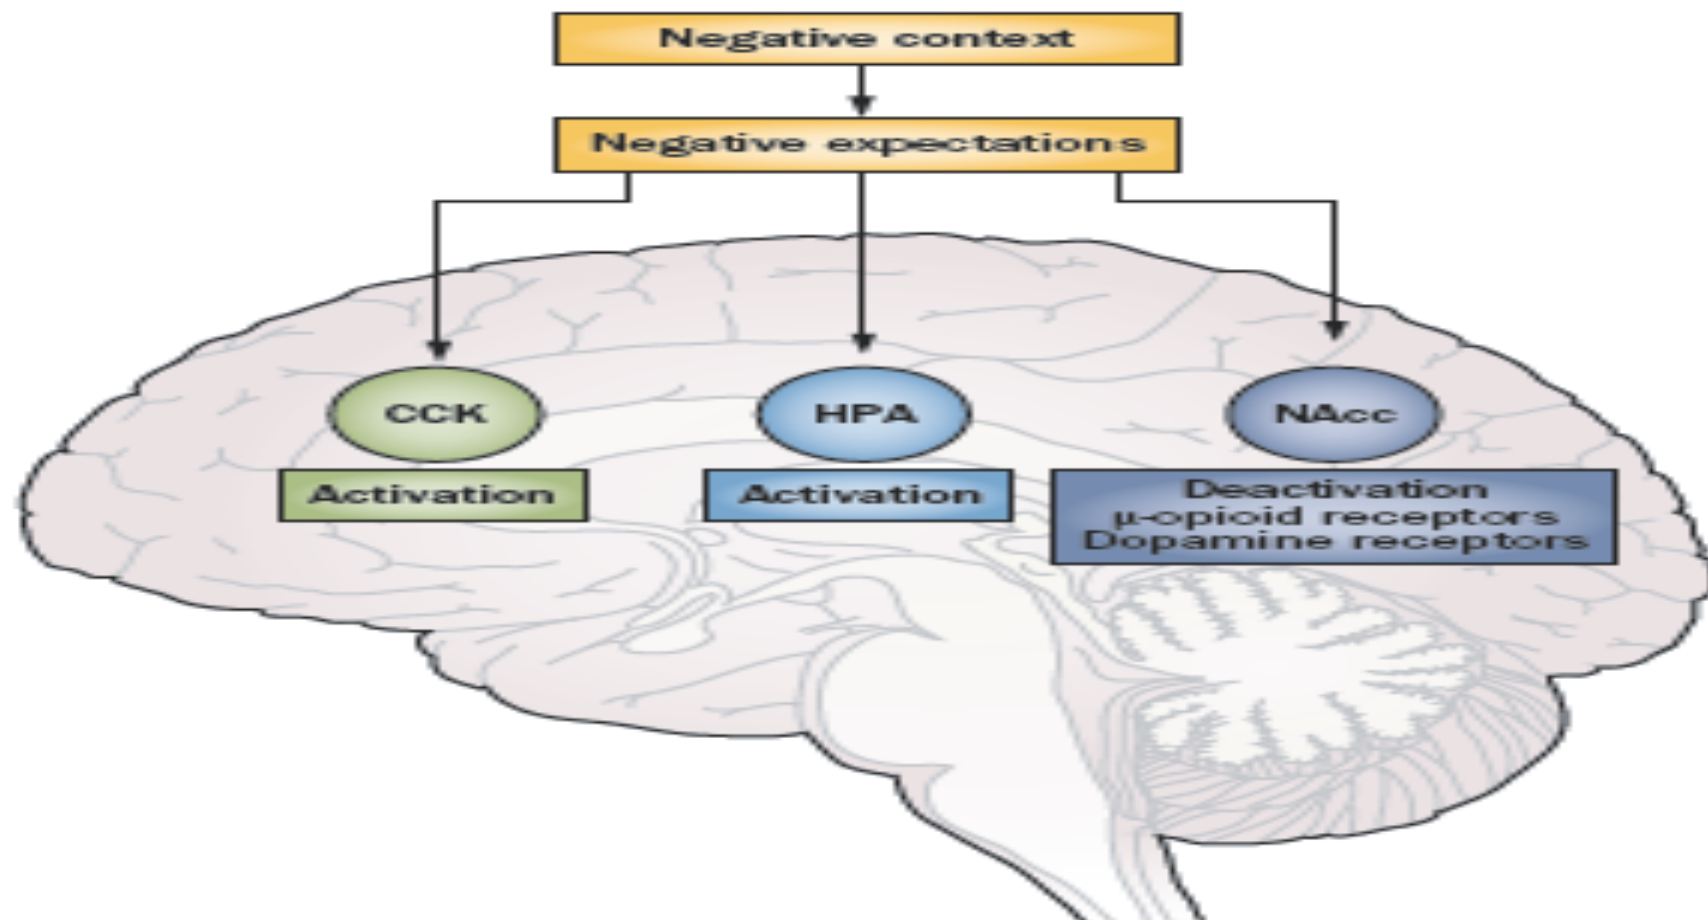 Negative context
Negative expectations
CCK
HPA
NAcc
Activation
Activation
Deactivation
μ-opioid receptors
Dopamine receptors